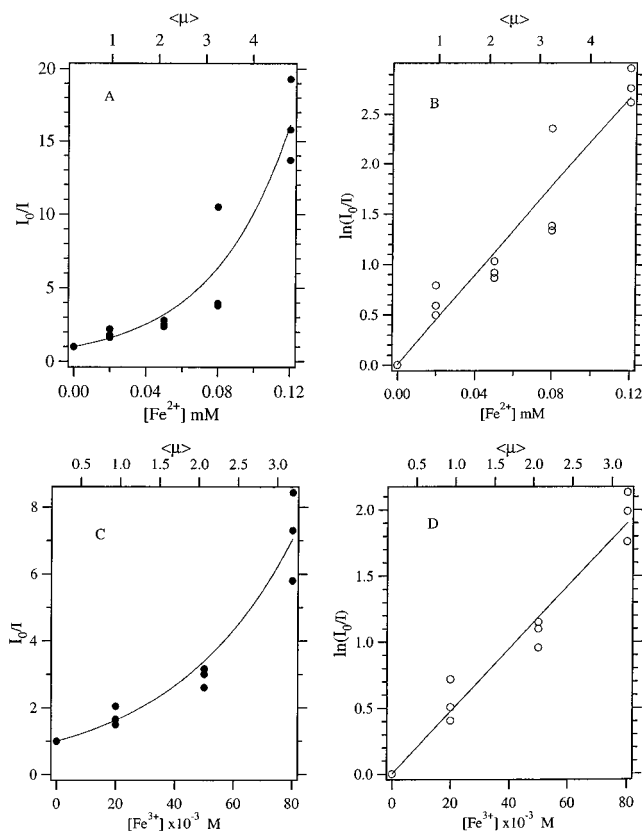 <μ>
1 2 3 4
20
15
10
5
0
I₀/I
A
0.00 0.04 0.08 0.12
[Fe²⁺] mM
<μ>
1 2 3 4
2.5
2.0
1.5
1.0
0.5
0.0
ln(I₀/I)
B
0.00 0.04 0.08 0.12
[Fe²⁺] mM
<μ>
0.5 1.0 1.5 2.0 2.5 3.0
8
6
4
2
0
I₀/I
C
0 20 40 60 80
[Fe³⁺] x10⁻³ M
<μ>
0.5 1.0 1.5 2.0 2.5 3.0
2.0
1.5
1.0
0.5
0.0
ln(I₀/I)
D
0 20 40 60 80
[Fe³⁺] x10⁻³ M